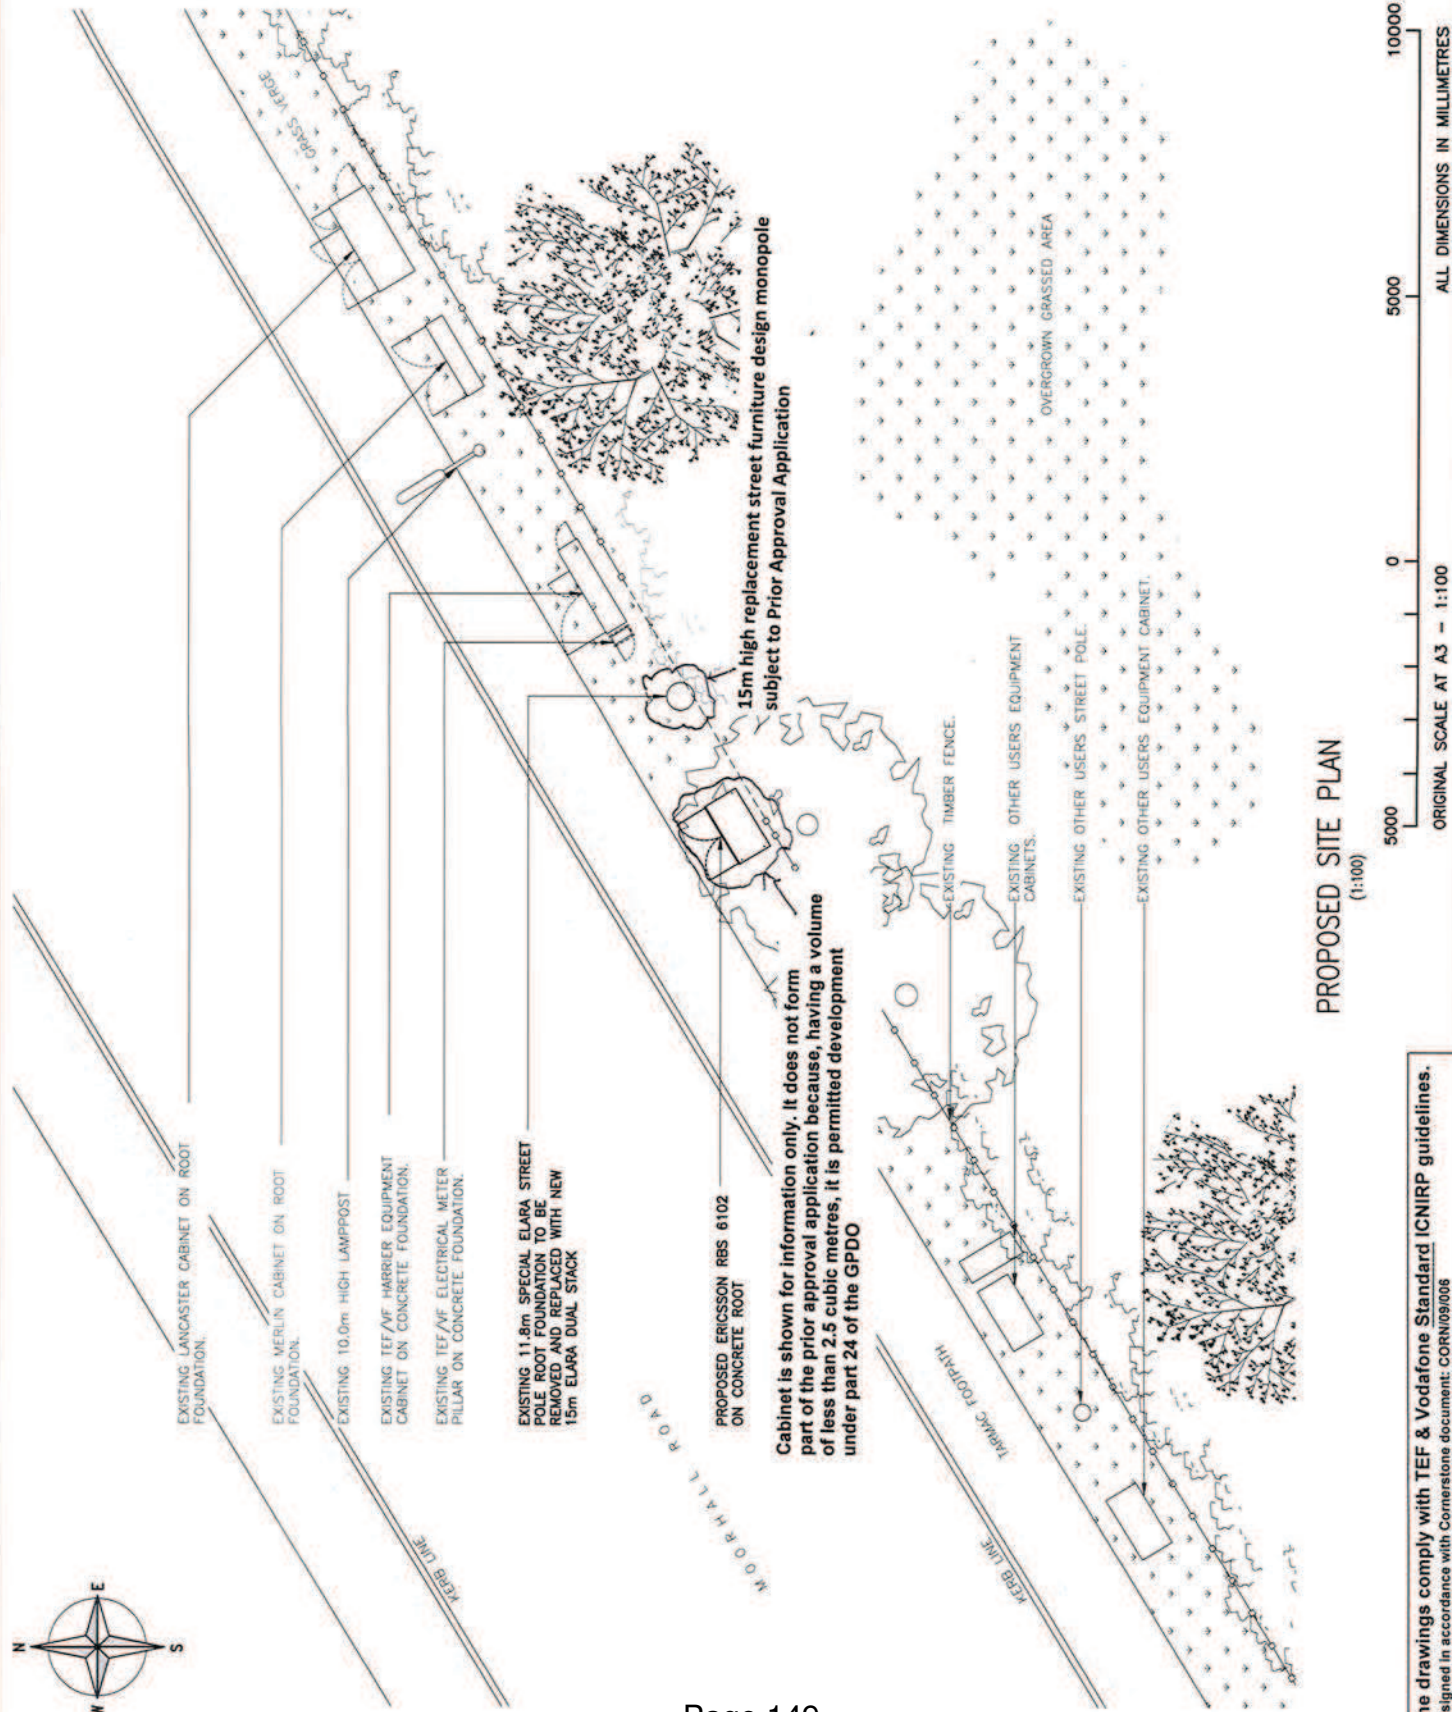 N
E
S
W
EXISTING LANCASTER CABINET ON ROOT
FOUNDATION.
EXISTING MERLIN CABINET ON ROOT
FOUNDATION.
EXISTING 10.0m HIGH LAMPPOST
EXISTING TEF/VF HARRIER EQUIPMENT
CABINET ON CONCRETE FOUNDATION.
EXISTING TEF/VF ELECTRICAL METER
PILLAR ON CONCRETE FOUNDATION.
EXISTING 11.8m SPECIAL ELARA STREET
POLE ROOT FOUNDATION TO BE
REMOVED AND REPLACED WITH NEW
15m ELARA DUAL STACK
PROPOSED ERICSSON RBS 6102
ON CONCRETE ROOT
Cabinet is shown for information only. It does not form
part of the prior approval application because, having a volume
of less than 2.5 cubic metres, it is permitted development
under part 24 of the GPDO
GRASS VERGE
15m high replacement street furniture design monopole
subject to Prior Approval Application
KERB LINE
MOORHALL ROAD
KERB LINE
TARMAC FOOTPATH
OVERGROWN GRASSED AREA
EXISTING TIMBER FENCE.
EXISTING OTHER USERS EQUIPMENT
CABINETS.
EXISTING OTHER USERS STREET POLE.
EXISTING OTHER USERS EQUIPMENT CABINET.
PROPOSED SITE PLAN
(1:100)
5000 0 5000 10000
ORIGINAL SCALE AT A3 - 1:100 ALL DIMENSIONS IN MILLIMETRES
drawings comply with TEF & Vodafone Standard ICNIRP guidelines.
in accordance with Cornerstone document: CORN/09/006
Page 149